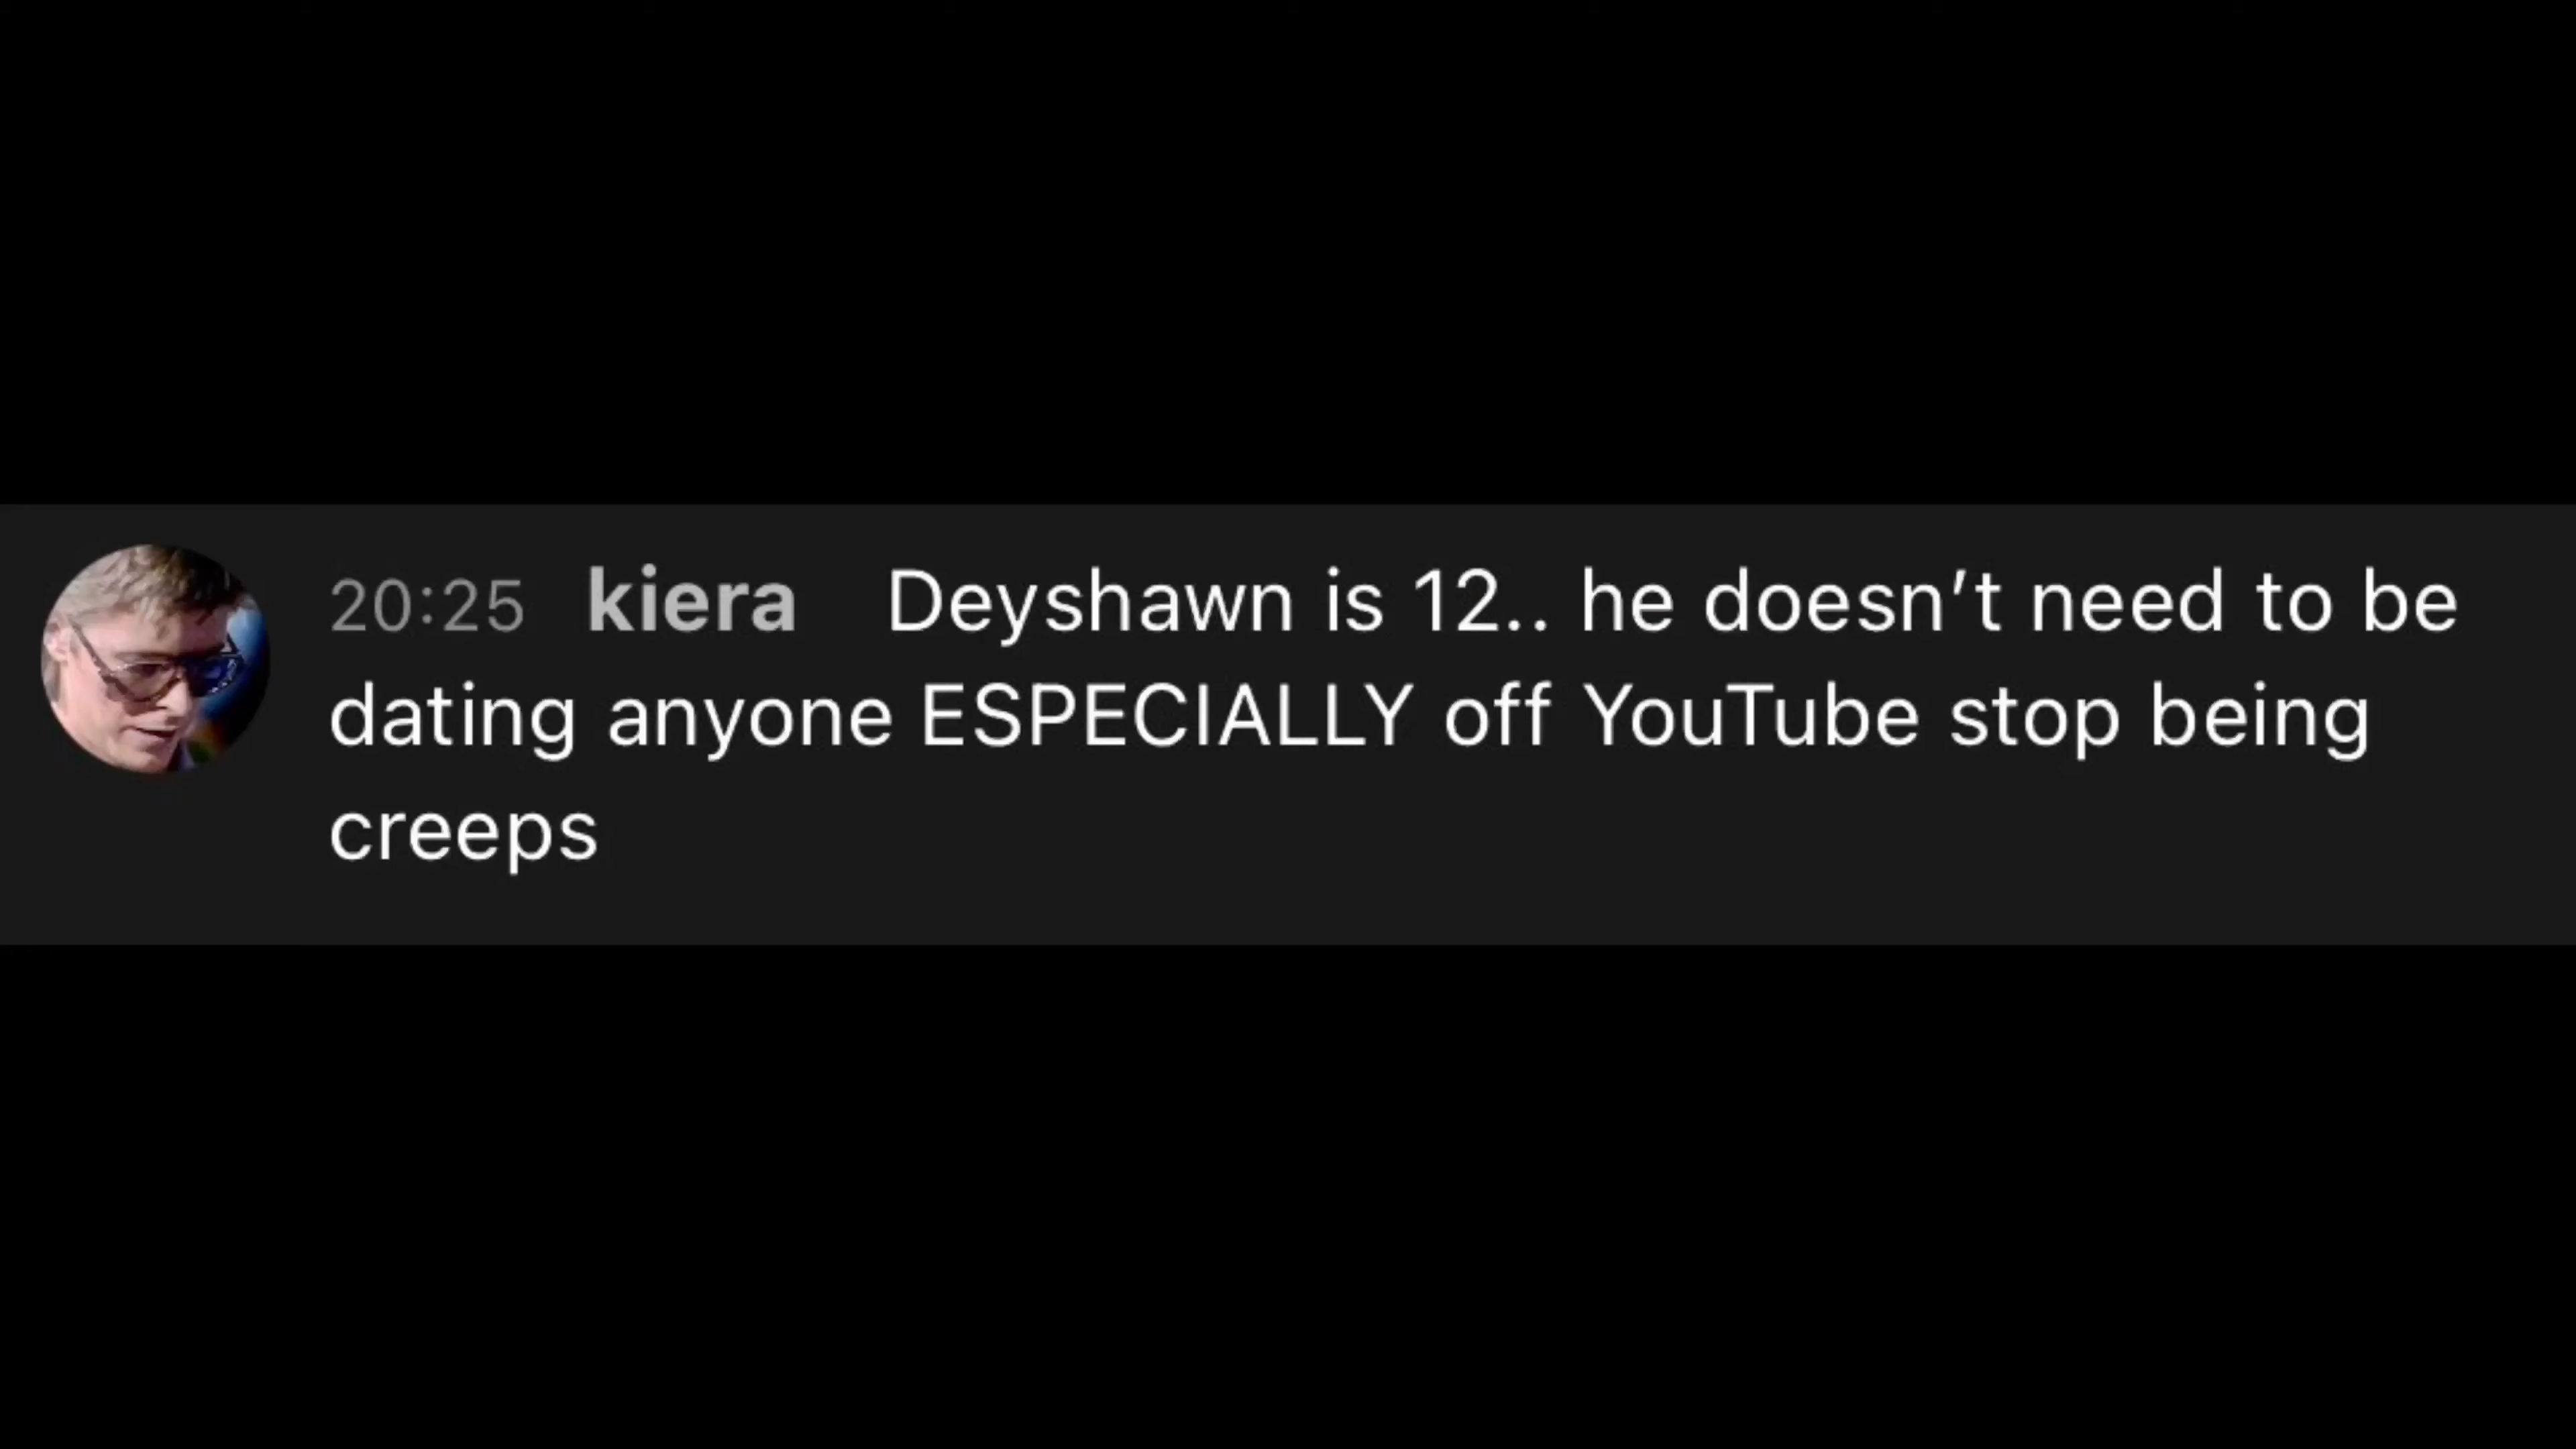 20:25 kiera Deyshawn is 12.. he doesn't need to be
dating anyone ESPECIALLY off YouTube stop being
creeps